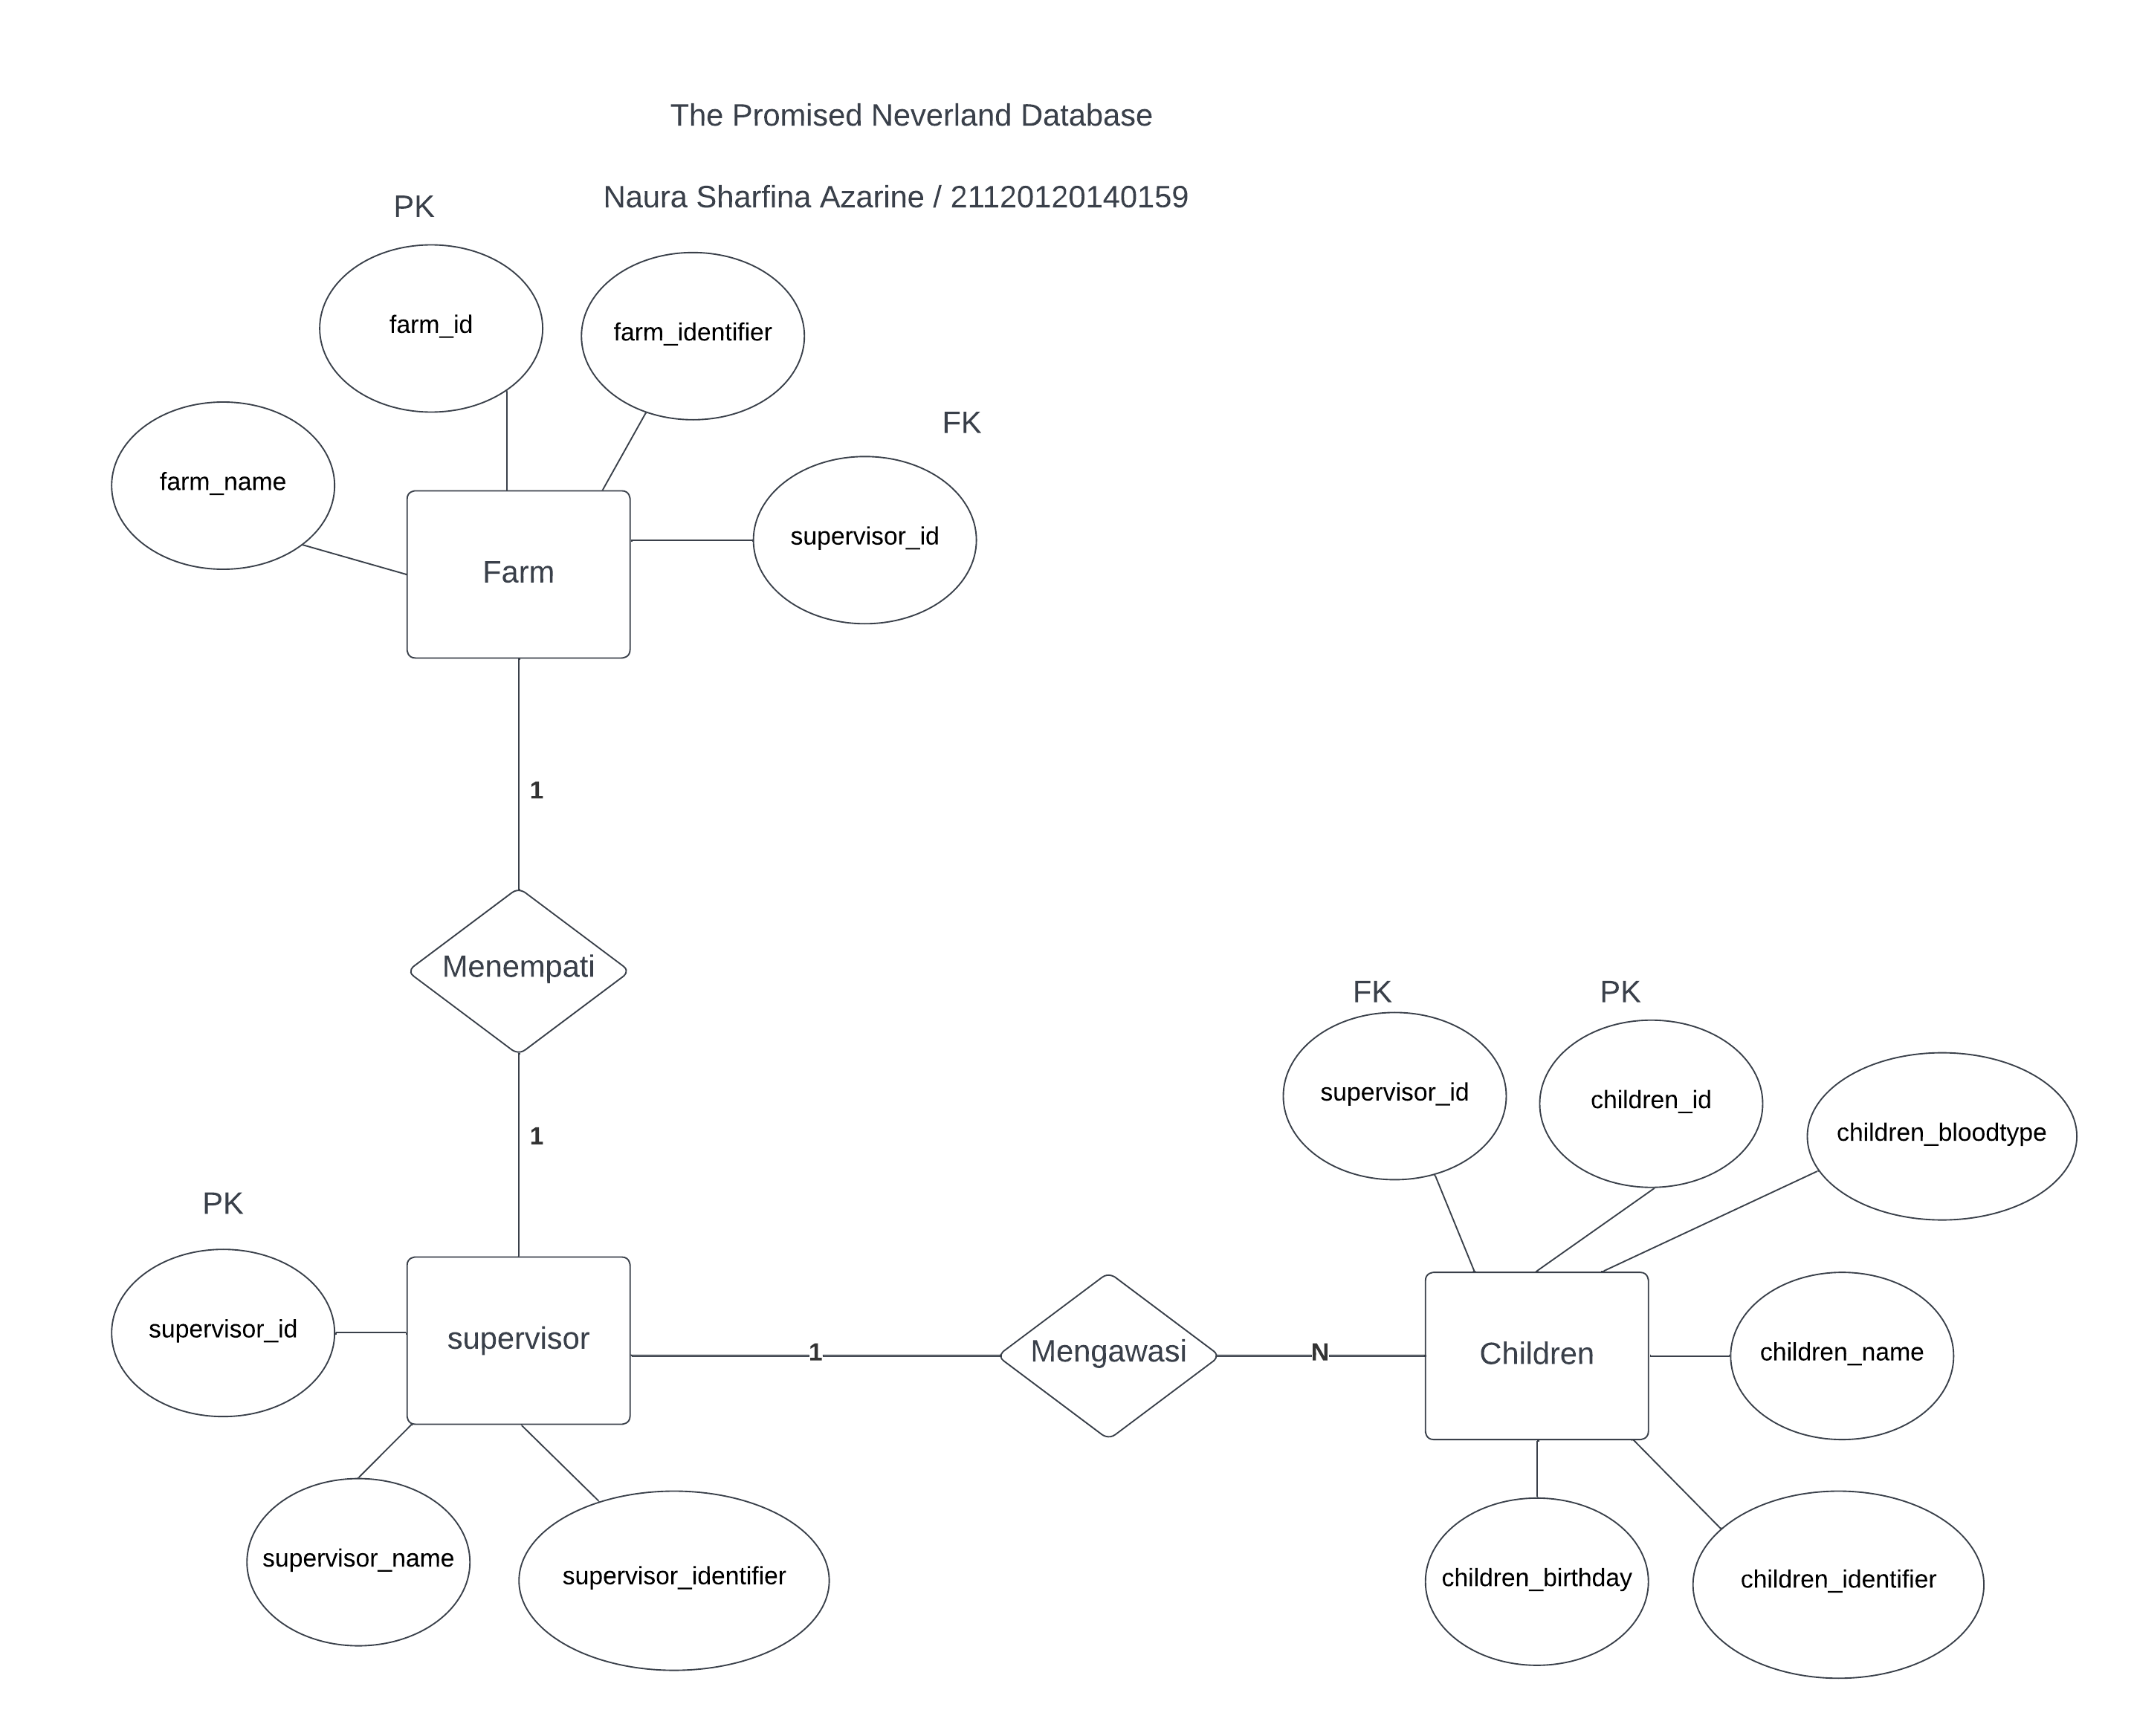 The Promised Neverland Database
Naura Sharfina Azarine / 21120120140159
PK
farm_id
farm_identifier
FK
farm_name
supervisor_id
Farm
1
Menempati
1
FK
PK
supervisor_id
children_id
children_bloodtype
PK
supervisor_id
supervisor
1
Mengawasi
N
Children
children_name
supervisor_name
supervisor_identifier
children_birthday
children_identifier